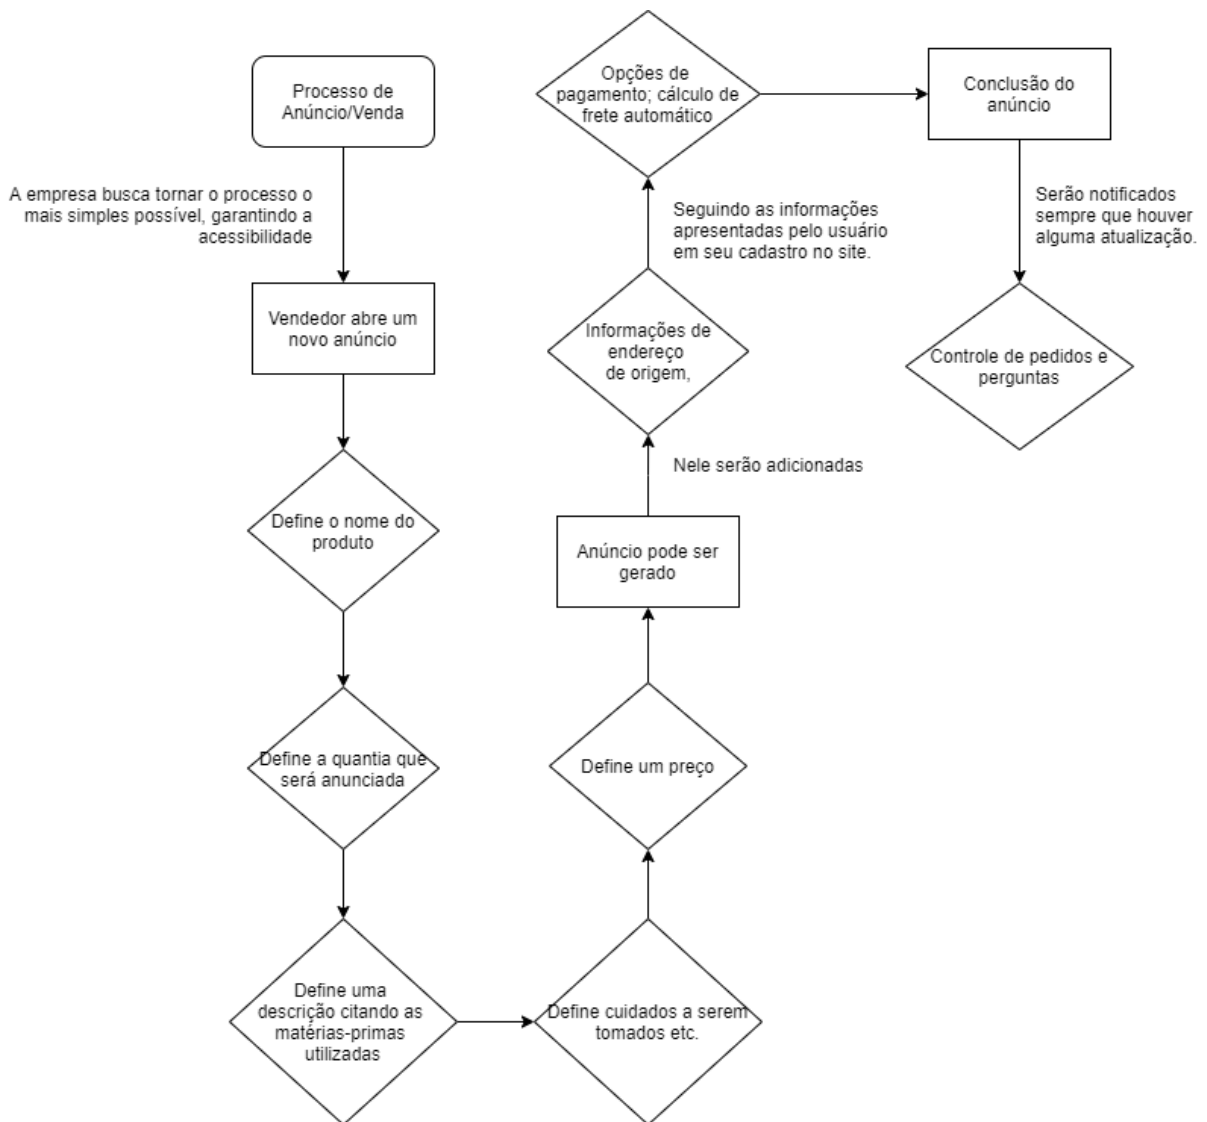 Processo de
Anúncio/Venda
A empresa busca tornar o processo o
mais simples possível, garantindo a
acessibilidade
Vendedor abre um
novo anúncio
Define o nome do
produto
Define a quantia que
será anunciada
Define uma
descrição citando as
matérias-primas
utilizadas
Define cuidados a serem
tomados etc.
Define um preço
Anúncio pode ser
gerado
Nele serão adicionadas
Informações de
endereço
de origem,
Seguindo as informações
apresentadas pelo usuário
em seu cadastro no site.
Opções de
pagamento; cálculo de
frete automático
Conclusão do
anúncio
Serão notificados
sempre que houver
alguma atualização.
Controle de pedidos e
perguntas